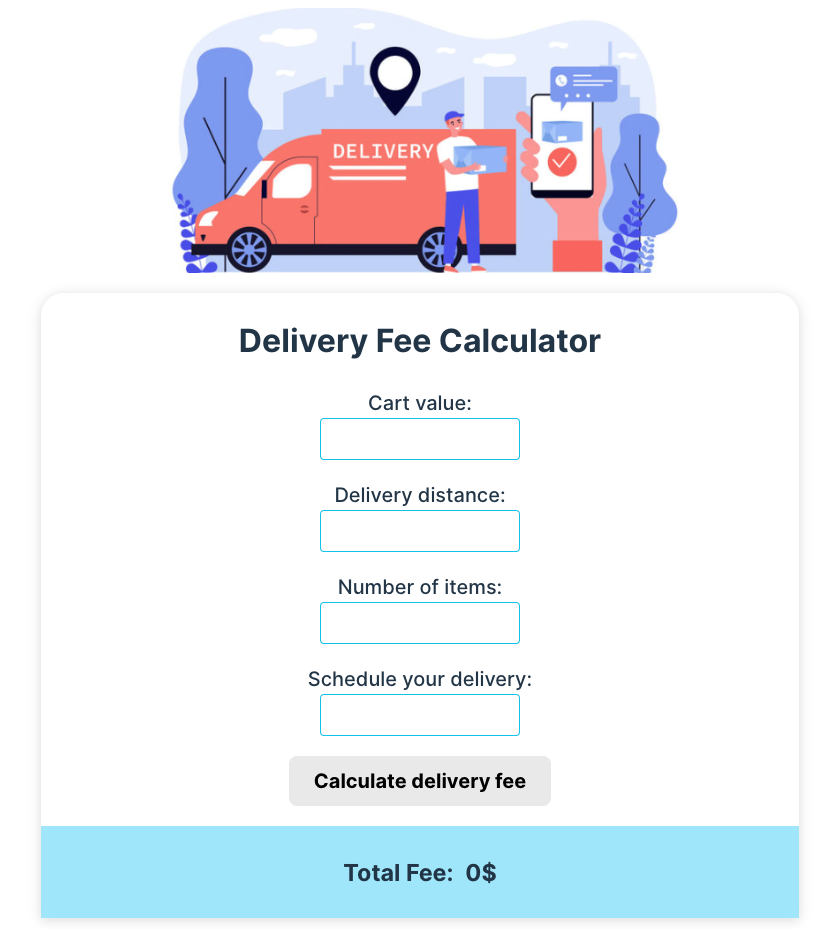 DELIVERY
Delivery Fee Calculator
Cart value:
Delivery distance:
Number of items:
Schedule your delivery:
Calculate delivery fee
Total Fee: 0$